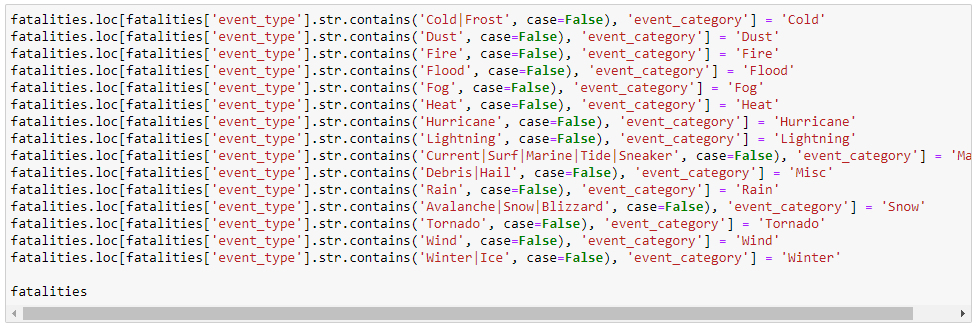 fatalities.loc[fatalities['event_type'].str.contains('Cold|Frost', case=False), 'event_category'] = 'Cold'
fatalities.loc[fatalities['event_type'].str.contains('Dust', case=False), 'event_category'] = 'Dust'
fatalities.loc[fatalities['event_type'].str.contains('Fire', case=False), 'event_category'] = 'Fire'
fatalities.loc[fatalities['event_type'].str.contains('Flood', case=False), 'event_category'] = 'Flood'
fatalities.loc[fatalities['event_type'].str.contains('Fog', case=False), 'event_category'] = 'Fog'
fatalities.loc[fatalities['event_type'].str.contains('Heat', case=False), 'event_category'] = 'Heat'
fatalities.loc[fatalities['event_type'].str.contains('Hurricane', case=False), 'event_category'] = 'Hurricane'
fatalities.loc[fatalities['event_type'].str.contains('Lightning', case=False), 'event_category'] = 'Lightning'
fatalities.loc[fatalities['event_type'].str.contains('Current|Surf|Marine|Tide|Sneaker', case=False), 'event_category'] = 'Ma
fatalities.loc[fatalities['event_type'].str.contains('Debris|Hail', case=False), 'event_category'] = 'Misc'
fatalities.loc[fatalities['event_type'].str.contains('Rain', case=False), 'event_category'] = 'Rain'
fatalities.loc[fatalities['event_type'].str.contains('Avalanche|Snow|Blizzard', case=False), 'event_category'] = 'Snow'
fatalities.loc[fatalities['event_type'].str.contains('Tornado', case=False), 'event_category'] = 'Tornado'
fatalities.loc[fatalities['event_type'].str.contains('Wind', case=False), 'event_category'] = 'Wind'
fatalities.loc[fatalities['event_type'].str.contains('Winter|Ice', case=False), 'event_category'] = 'Winter'
fatalities